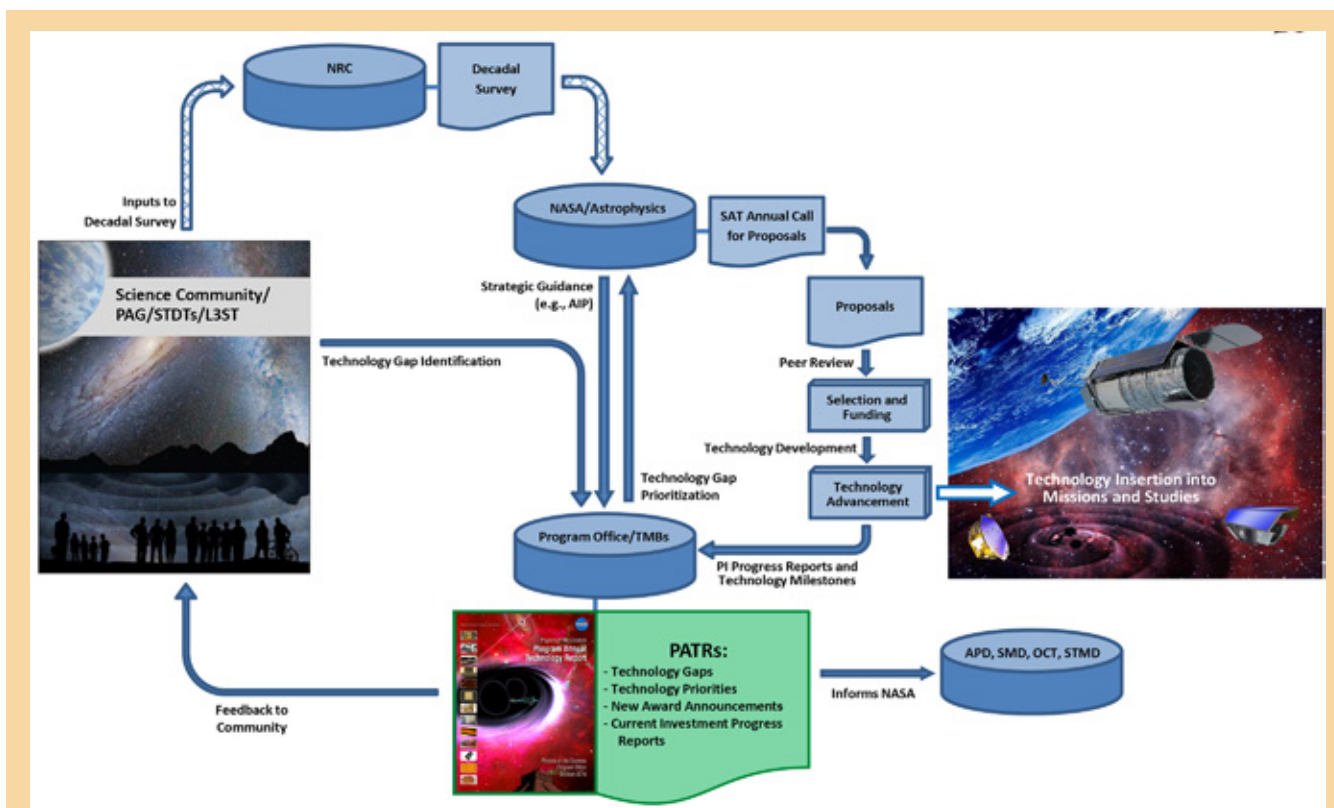 NRC
Decadal
Survey
Inputs to
Decadal Survey
NASA/Astrophysics
SAT Annual Call
for Proposals
Science Community/
PAG/STDTs/L3ST
Strategic Guidance
(e.g., AIP)
Proposals
Technology Gap Identification
Peer Review
Selection and
Funding
Technology Development
Technology Gap
Prioritization
Technology
Advancement
Technology Insertion into
Missions and Studies
Program Office/TMBs
PI Progress Reports and
Technology Milestones
Program Annual
Technology Report
PATRs:
- Technology Gaps
- Technology Priorities
- New Award Announcements
- Current Investment Progress
Reports
APD, SMD, OCT, STMD
Informs NASA
Feedback to
Community